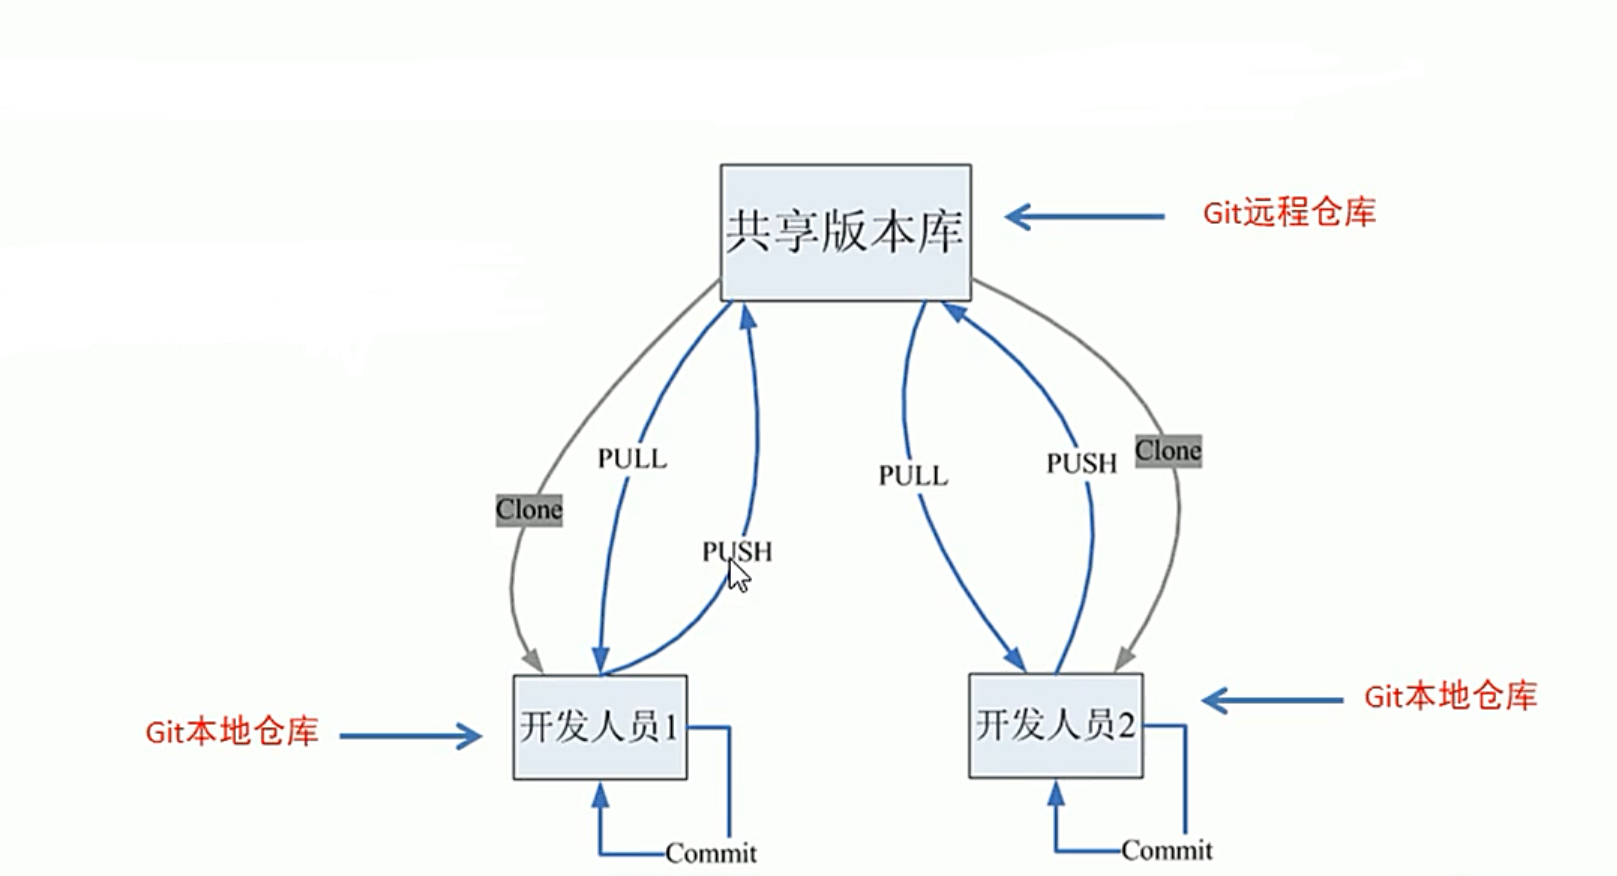 共享版本库
Git远程仓库
PULL
PULL
PUSH
Clone
Clone
PUSH
Git本地仓库
开发人员1
开发人员2
Git本地仓库
Commit
Commit